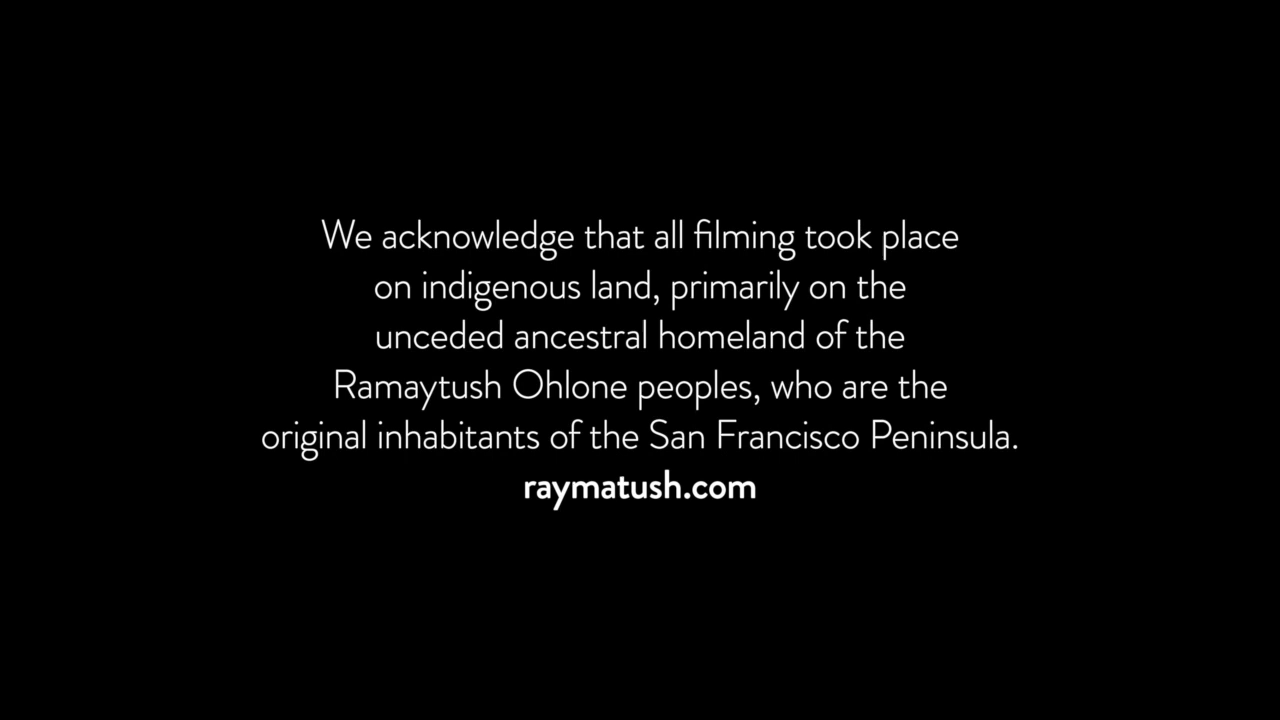 We acknowledge that all filming took place
on indigenous land, primarily on the
unceded ancestral homeland of the
Ramaytush Ohlone peoples, who are the
original inhabitants of the San Francisco Peninsula.
raymatush.com